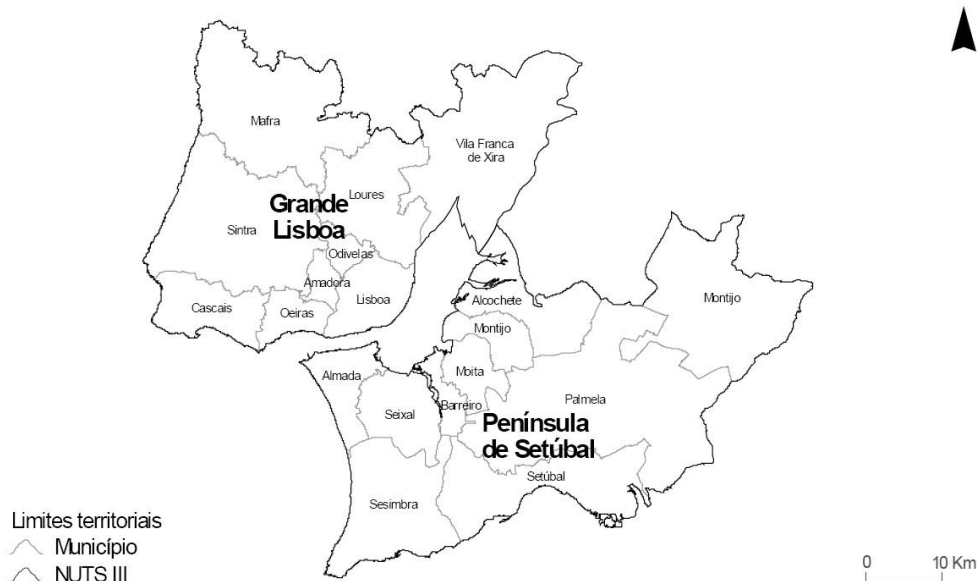 Mafra
Vila Franca
de Xira
Loures
Grande
Lisboa
Sintra
Odivelas
Amadora
Lisboa
Cascais
Oeiras
Alcochete
Montijo
Montijo
Almada
Moita
Seixal
Barreiro
Palmela
Península
de Setúbal
Setúbal
Sesimbra
Limites territoriais
Município
NUTS III
0 10 Km